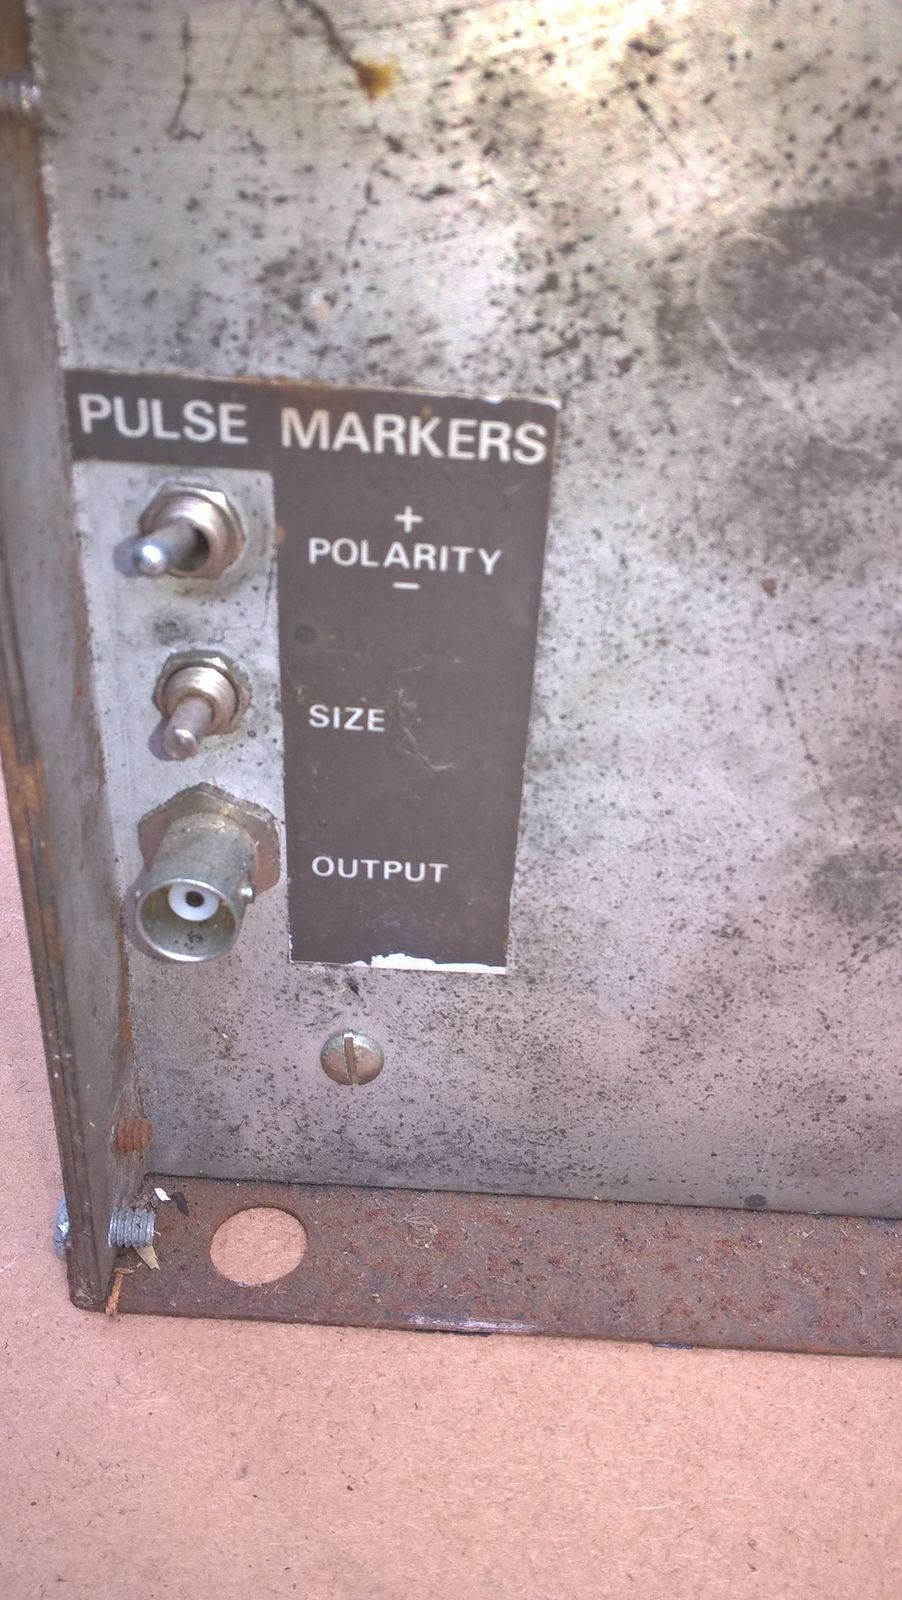 PULSE MARKERS
+
POLARITY
−
SIZE
OUTPUT